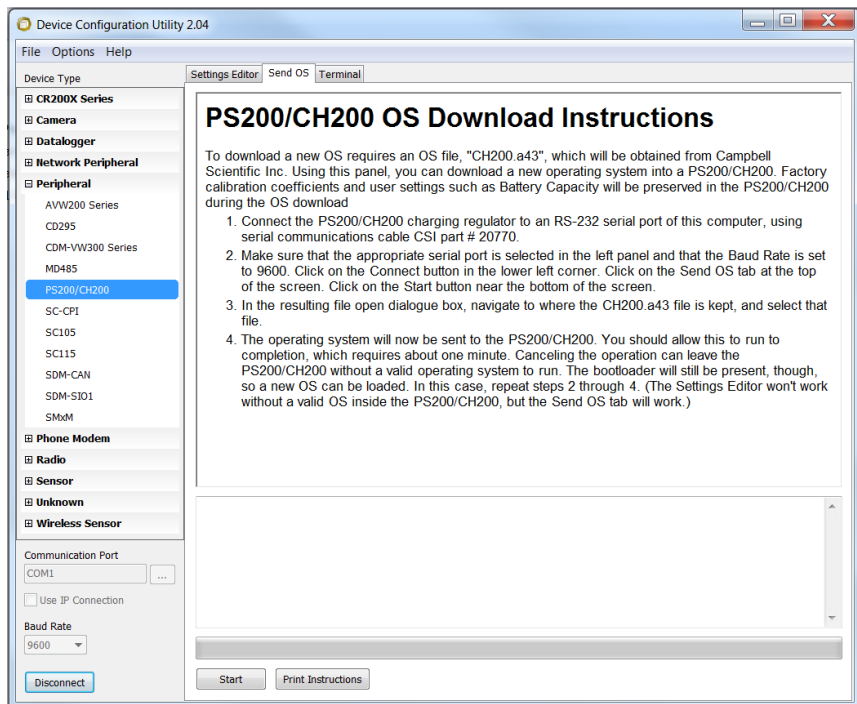 Device Configuration Utility 2.04
File Options Help
Device Type
CR200X Series
Camera
Datalogger
Network Peripheral
Peripheral
AVW200 Series
CD295
CDM-VW300 Series
MD485
PS200/CH200
SC-CPI
SC105
SC115
SDM-CAN
SDM-SIO1
SMxM
Phone Modem
Radio
Sensor
Unknown
Wireless Sensor
Communication Port
COM1
...
Use IP Connection
Baud Rate
9600
Disconnect
Settings Editor Send OS Terminal
PS200/CH200 OS Download Instructions
To download a new OS requires an OS file, "CH200.a43", which will be obtained from Campbell
Scientific Inc. Using this panel, you can download a new operating system into a PS200/CH200. Factory
calibration coefficients and user settings such as Battery Capacity will be preserved in the PS200/CH200
during the OS download
1. Connect the PS200/CH200 charging regulator to an RS-232 serial port of this computer, using
serial communications cable CSI part # 20770.
2. Make sure that the appropriate serial port is selected in the left panel and that the Baud Rate is set
to 9600. Click on the Connect button in the lower left corner. Click on the Send OS tab at the top
of the screen. Click on the Start button near the bottom of the screen.
3. In the resulting file open dialogue box, navigate to where the CH200.a43 file is kept, and select that
file.
4. The operating system will now be sent to the PS200/CH200. You should allow this to run to
completion, which requires about one minute. Canceling the operation can leave the
PS200/CH200 without a valid operating system to run. The bootloader will still be present, though,
so a new OS can be loaded. In this case, repeat steps 2 through 4. (The Settings Editor won't work
without a valid OS inside the PS200/CH200, but the Send OS tab will work.)
Start Print Instructions